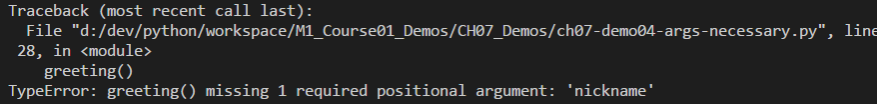 Traceback (most recent call last):
  File "d:/dev/python/workspace/M1_Course01_Demos/CH07_Demos/ch07-demo04-args-necessary.py", line
 28, in <module>
    greeting()
TypeError: greeting() missing 1 required positional argument: 'nickname'